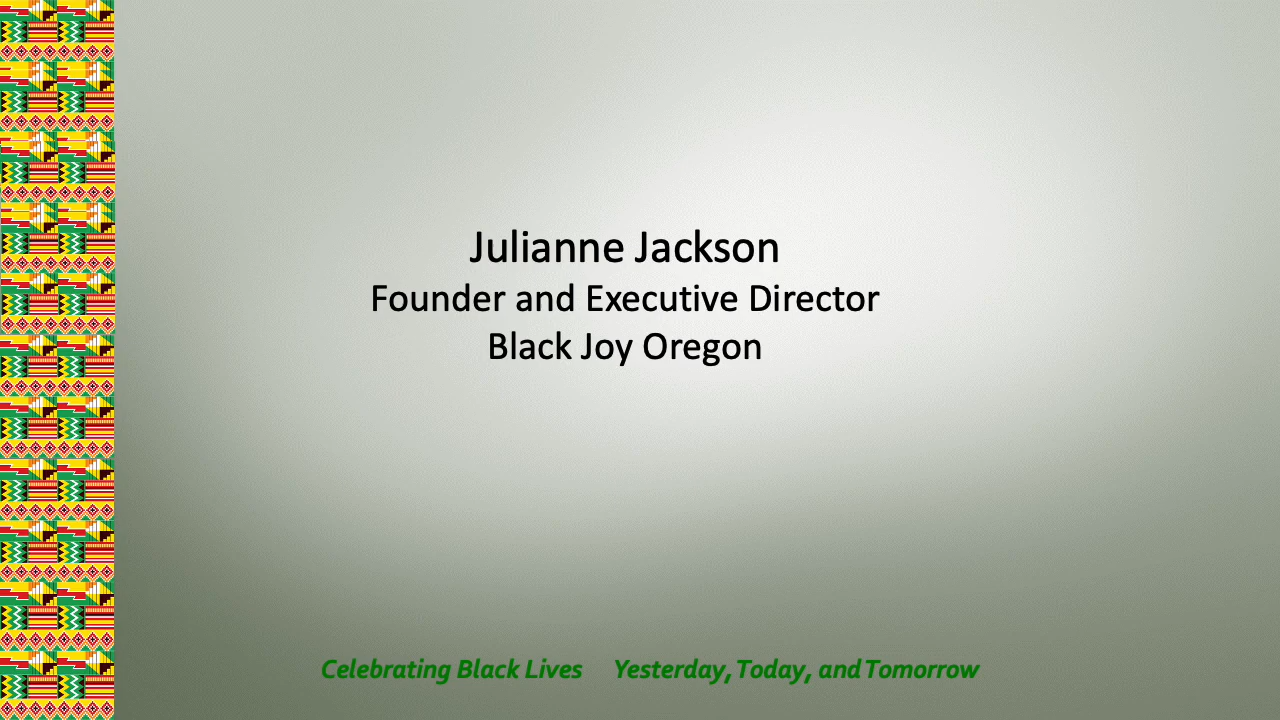 Julianne Jackson
Founder and Executive Director
Black Joy Oregon
Celebrating Black Lives Yesterday, Today, and Tomorrow